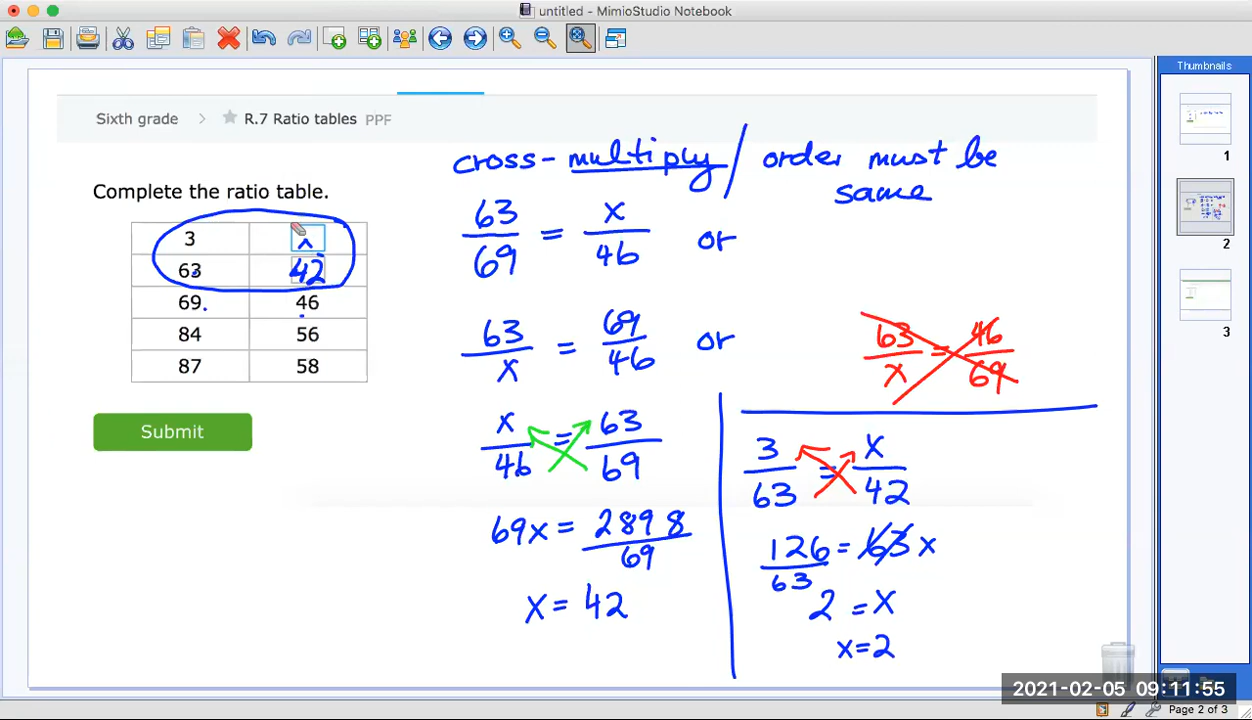 untitled - MimioStudio Notebook
Thumbnails
Sixth grade > R.7 Ratio tables PPF
cross-multiply / order must be same
Complete the ratio table.
3 x
63 42
69 46
84 56
87 58
Submit
63/69 = x/46 or
63/x = 69/46 or
63/x = 46/69
x/46 = 63/69
69x = 2898/69
x = 42
3/63 = x/42
126/63 = 63x
2 = x
x=2
1
2
3
2021-02-05 09:11:55
Page 2 of 3